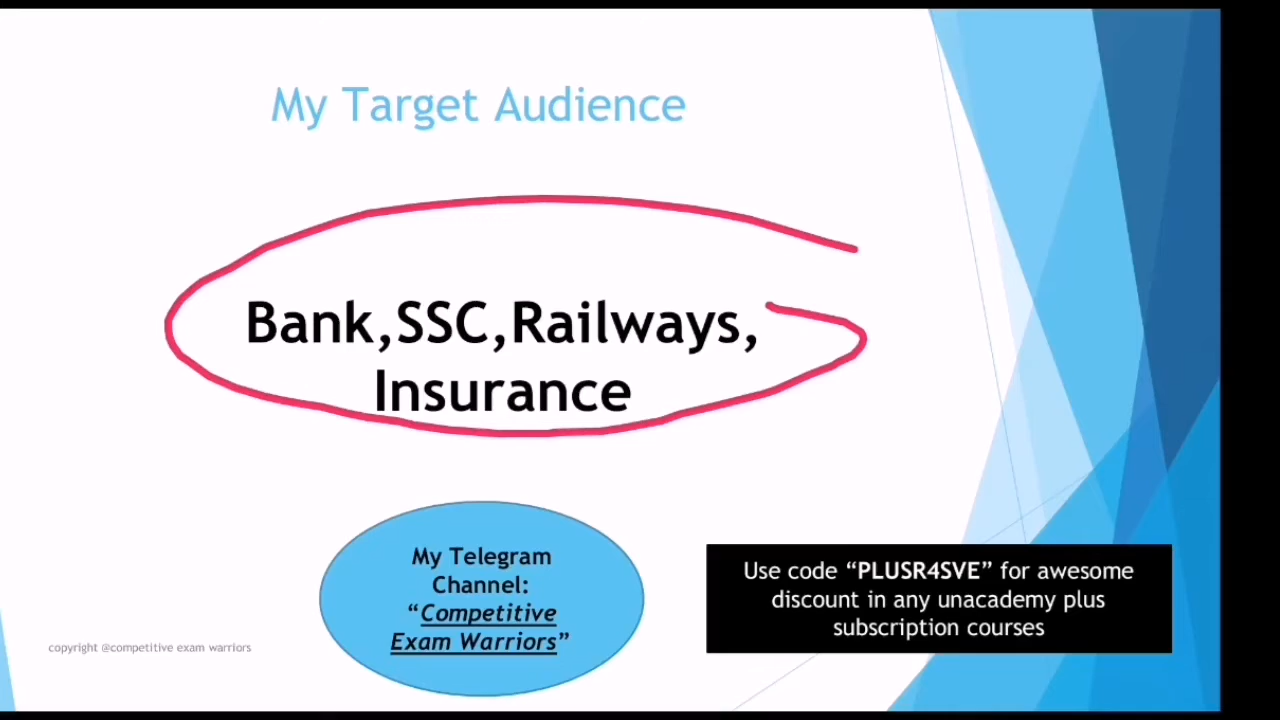 My Target Audience
Bank,SSC,Railways,
Insurance
My Telegram
Channel:
“Competitive
Exam Warriors”
Use code “PLUSR4SVE” for awesome
discount in any unacademy plus
subscription courses
copyright @competitive exam warriors